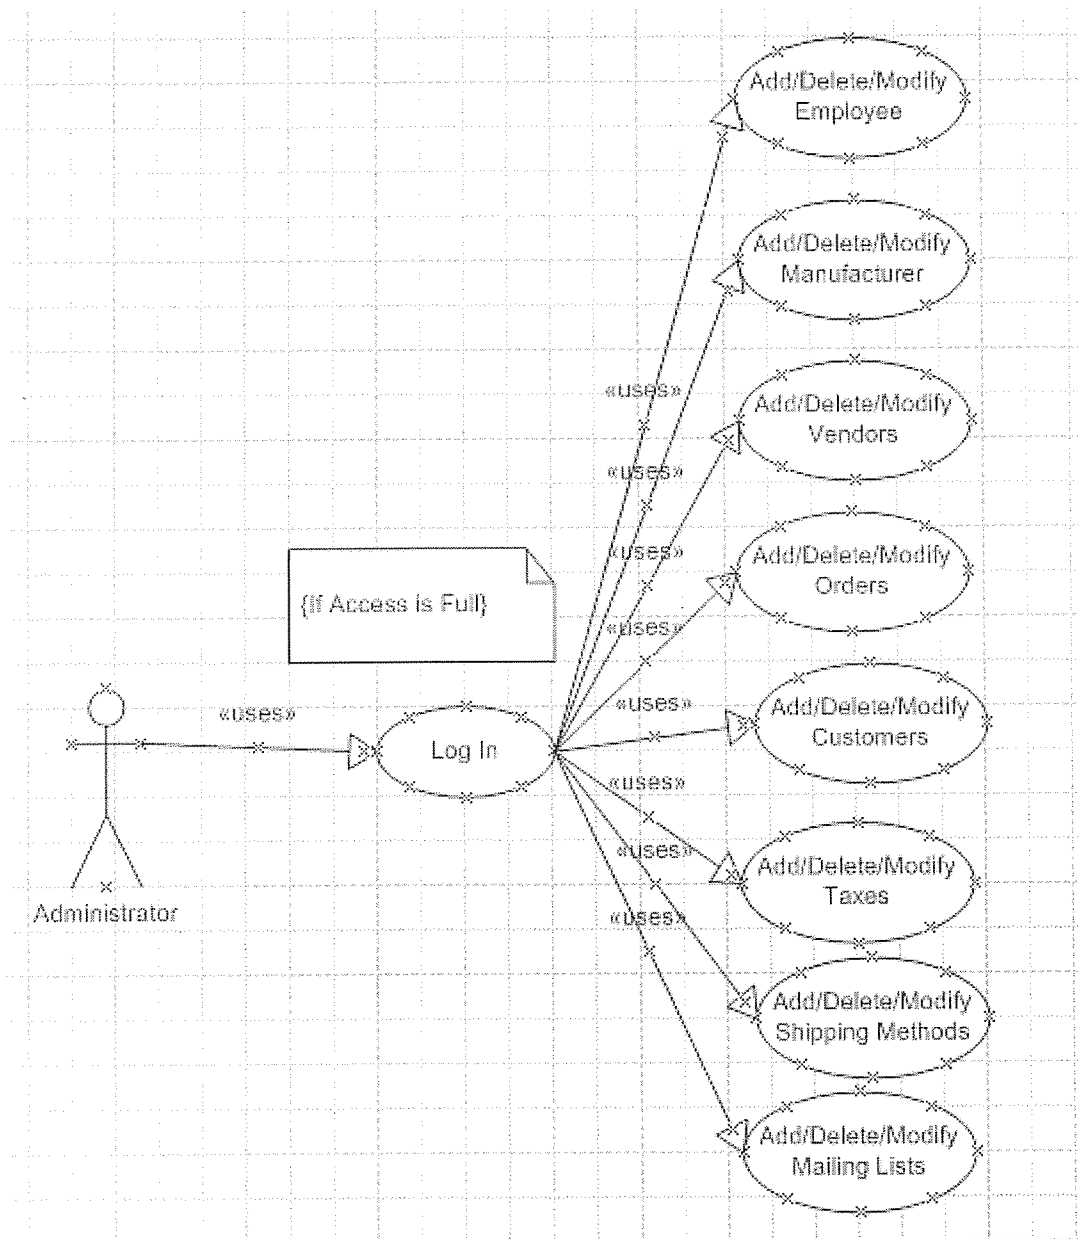 Add/Delete/Modify
Employee
Add/Delete/Modify
Manufacturer
«uses»
Add/Delete/Modify
Vendors
«uses»
«uses»
Add/Delete/Modify
Orders
{If Access is Full}
«uses»
«uses»
Add/Delete/Modify
Customers
«uses»
Log In
«uses»
«uses»
Add/Delete/Modify
Taxes
Administrator
«uses»
Add/Delete/Modify
Shipping Methods
Add/Delete/Modify
Mailing Lists